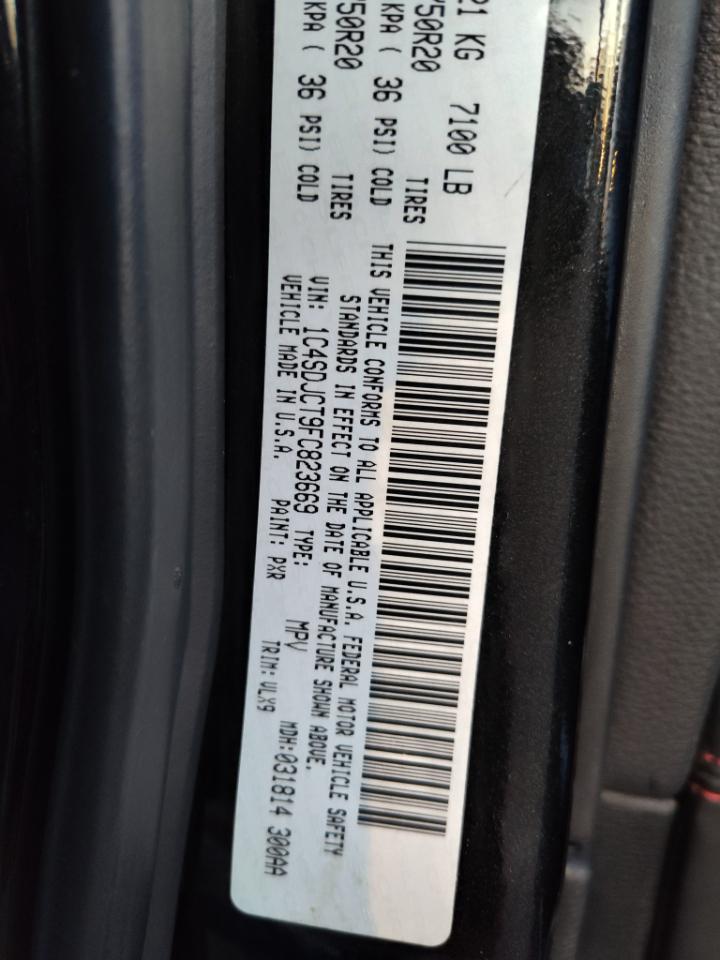 21 KG 7100 LB
/50R20 TIRES
KPA ( 36 PSI) COLD
/50R20 TIRES
KPA ( 36 PSI) COLD
THIS VEHICLE CONFORMS TO ALL APPLICABLE U.S.A. FEDERAL MOTOR VEHICLE SAFETY
STANDARDS IN EFFECT ON THE DATE OF MANUFACTURE SHOWN ABOVE.
VIN: 1C4SDJCT9FC823669 TYPE: MPV MDH:031814 300AA
VEHICLE MADE IN U.S.A. PAINT: PXR TRIM:VLX9